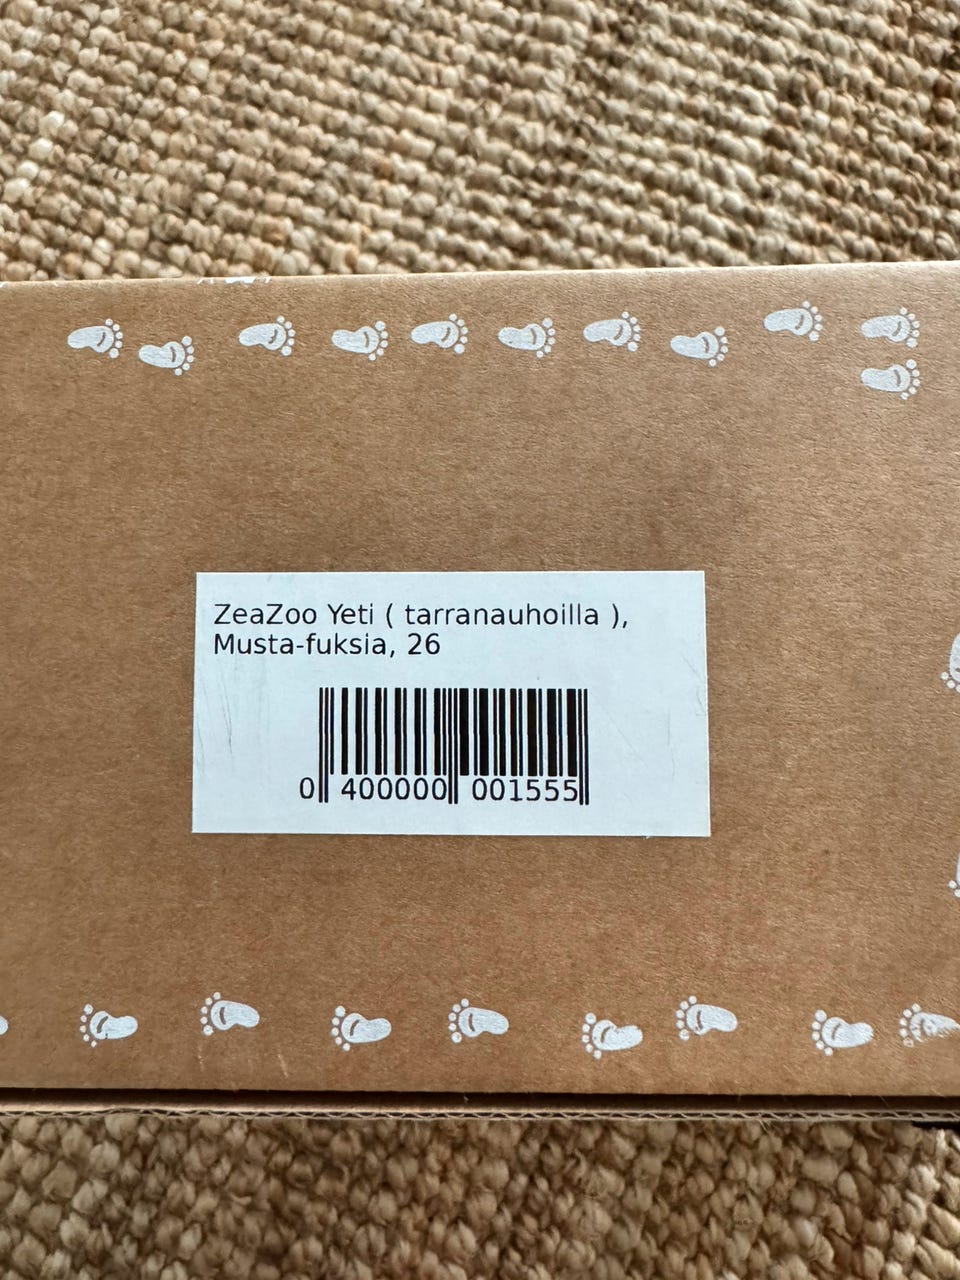 ZeaZoo Yeti ( tarranauhoilla ),
Musta-fuksia, 26
0 400000 001555